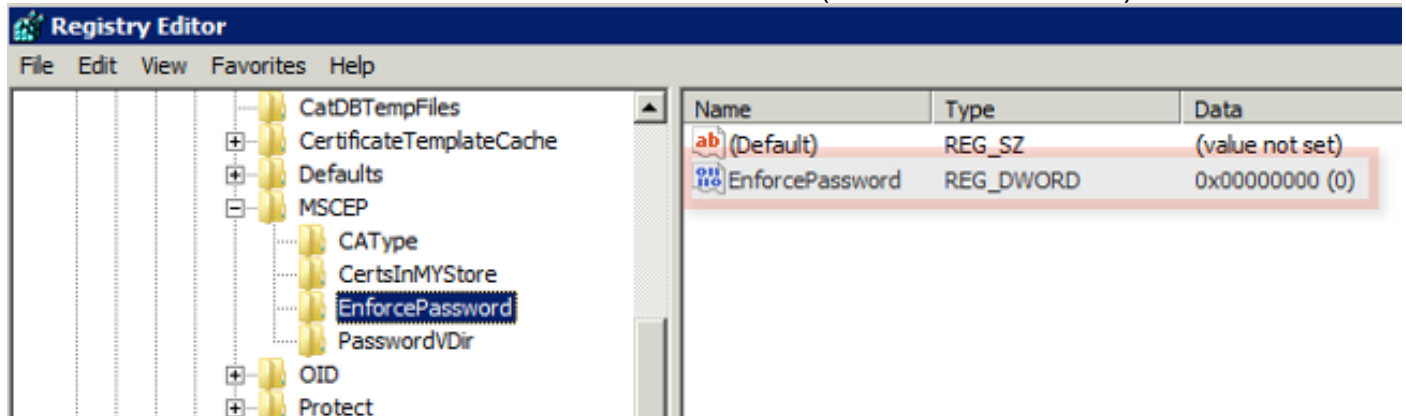 Registry Editor
File Edit View Favorites Help
CatDBTempFiles
CertificateTemplateCache
Defaults
MSCEP
CAType
CertsInMYStore
EnforcePassword
PasswordVDir
OID
Protect
Name Type Data
(Default) REG_SZ (value not set)
EnforcePassword REG_DWORD 0x00000000 (0)